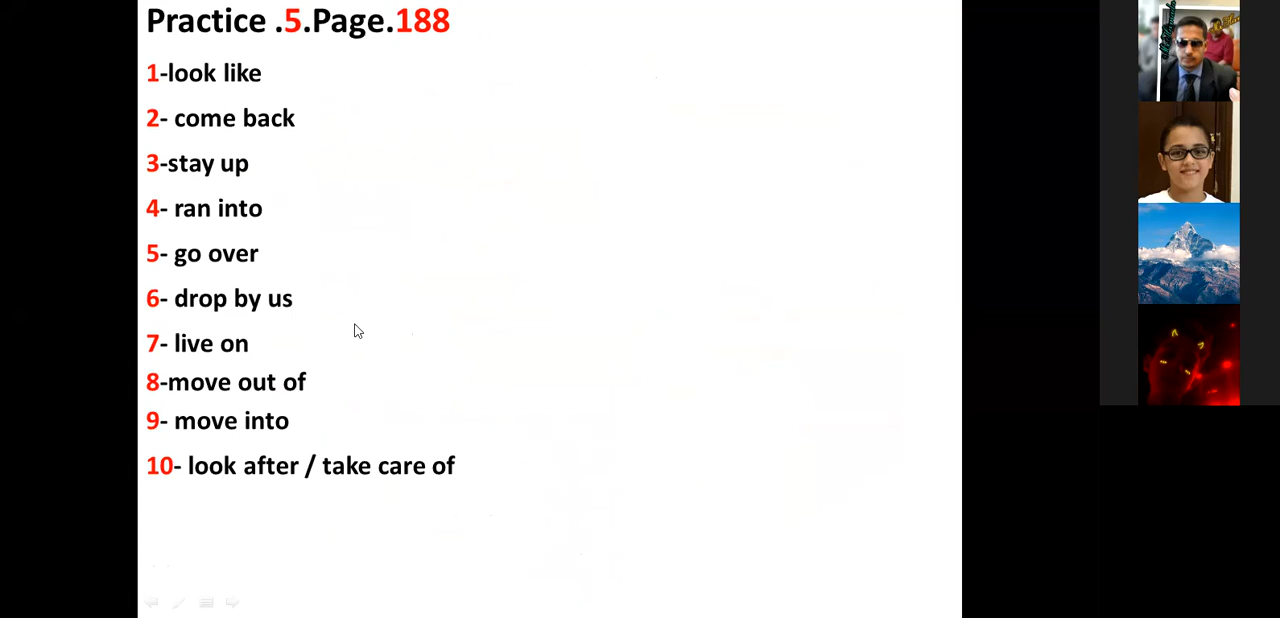 Practice .5.Page.188
1-look like
2- come back
3-stay up
4- ran into
5- go over
6- drop by us
7- live on
8-move out of
9- move into
10- look after / take care of